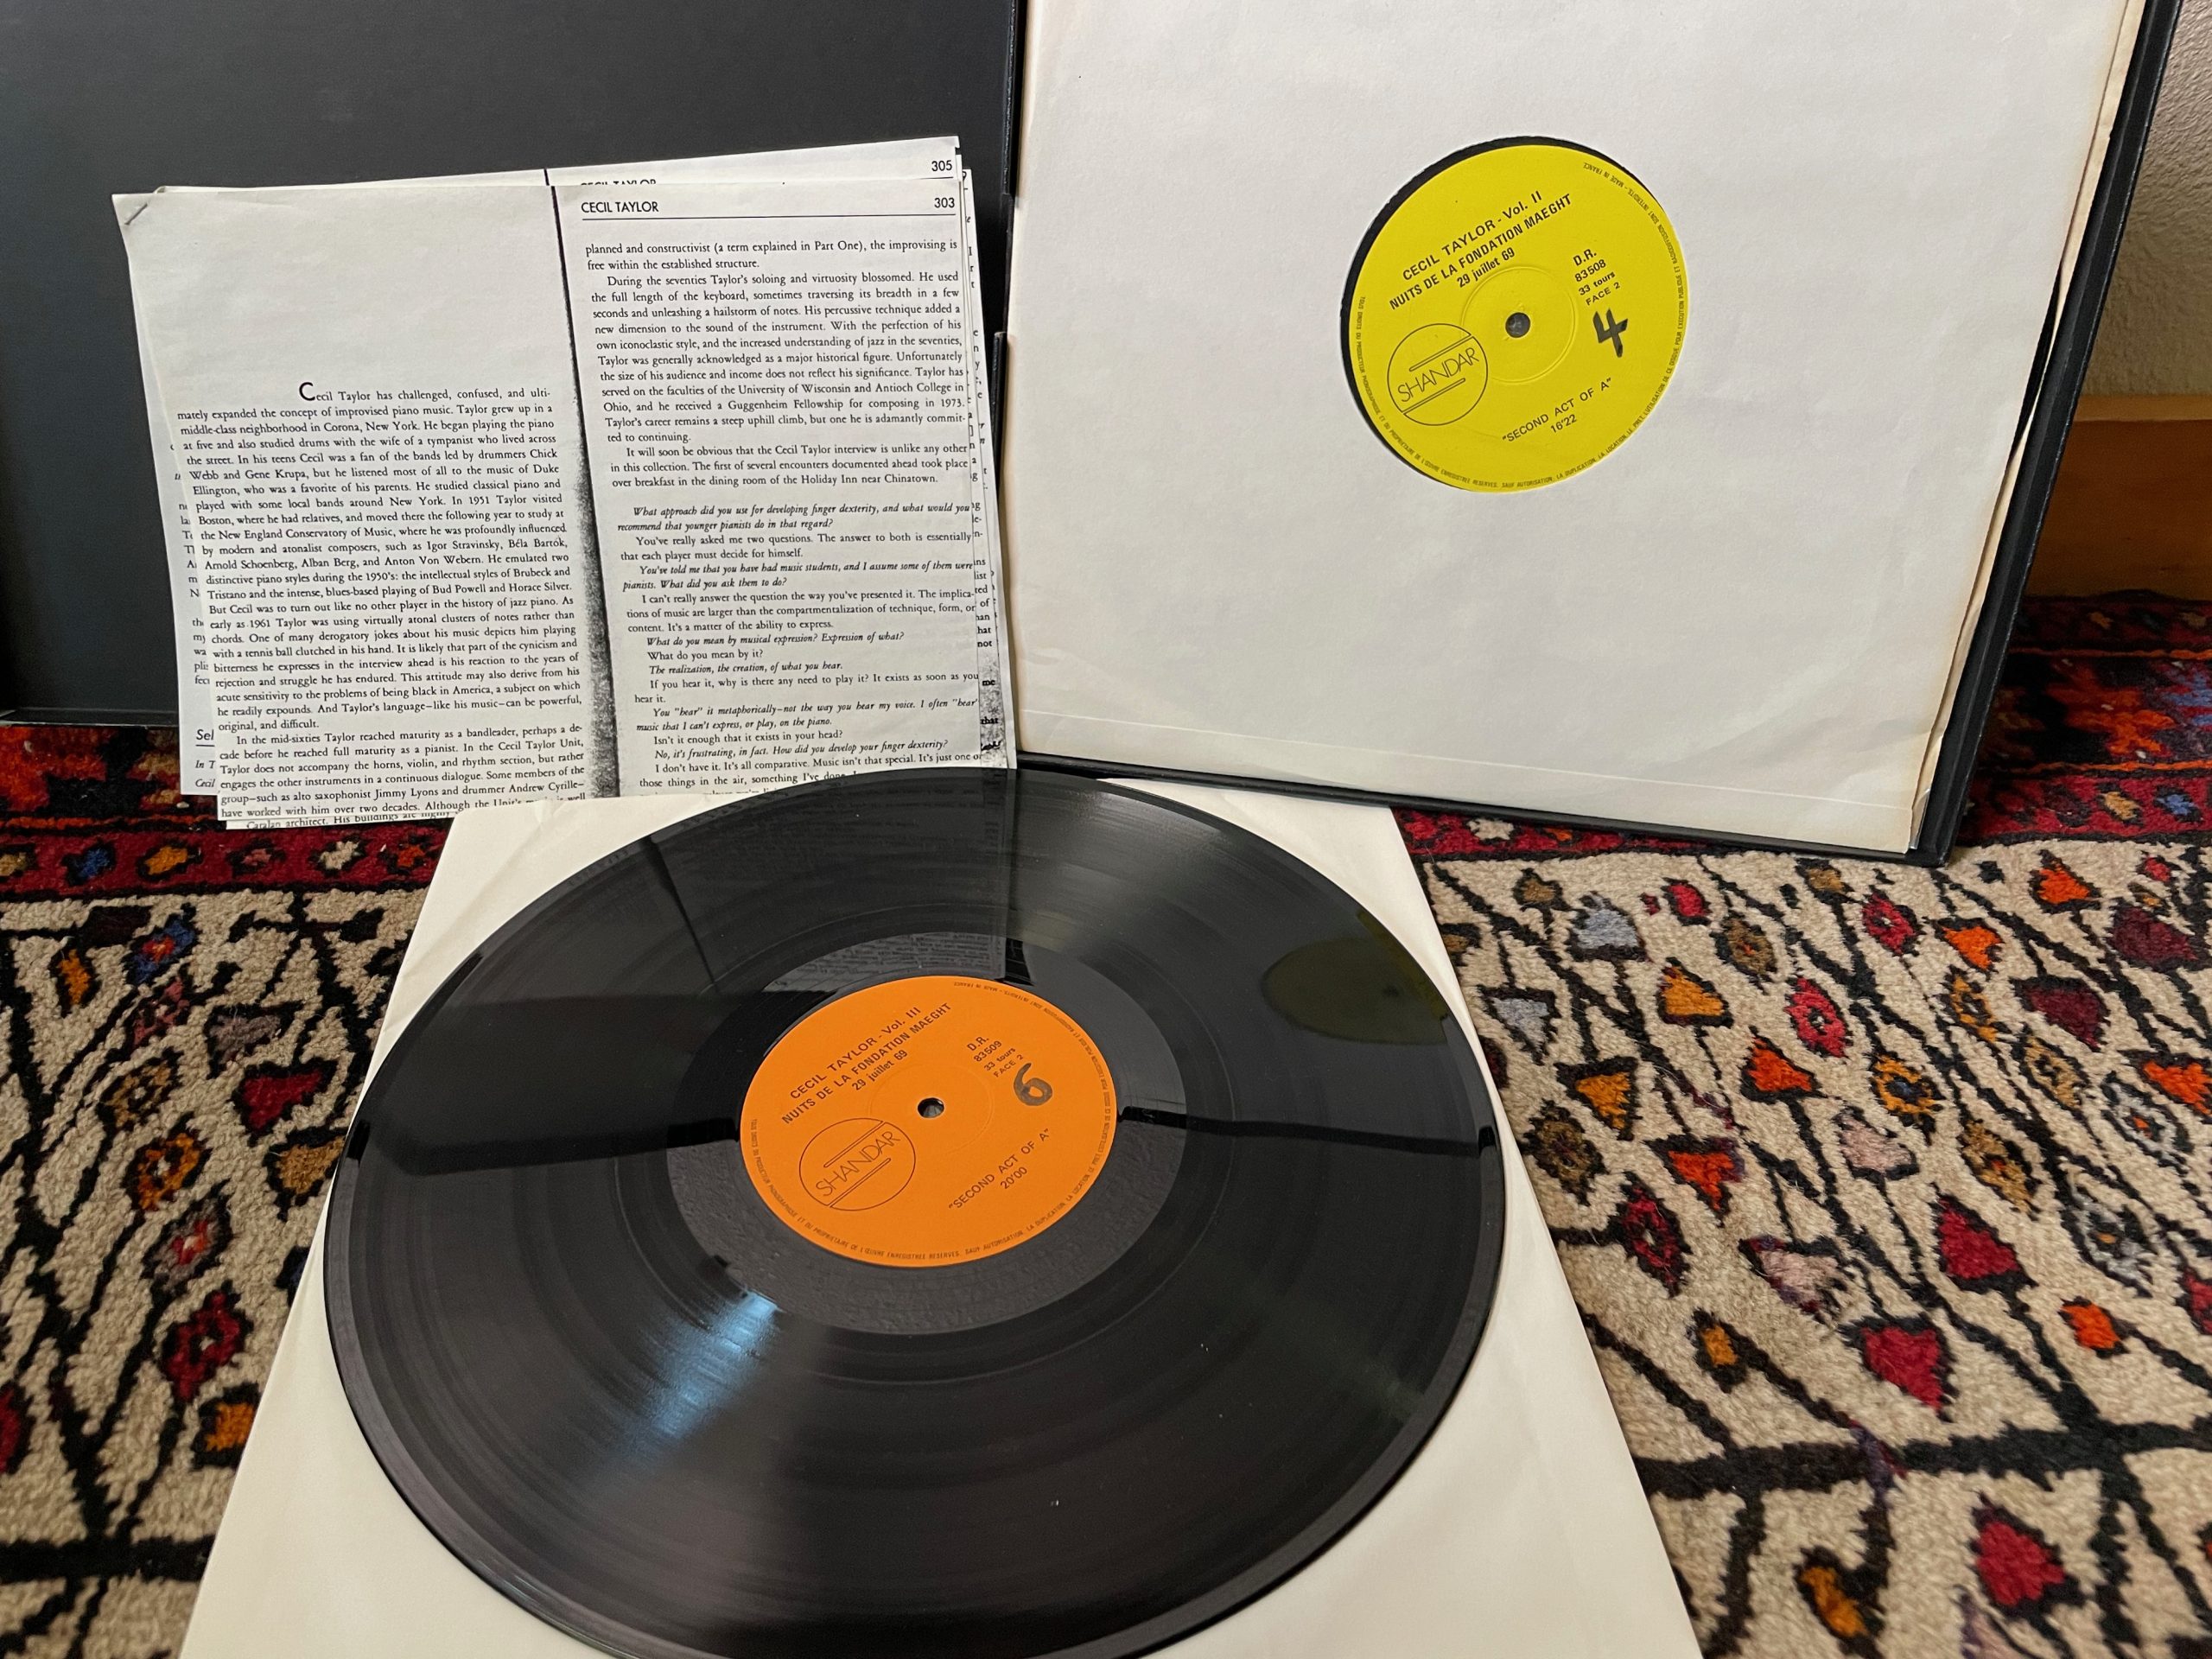 305
CECIL TAYLOR
303
Cecil Taylor has challenged, confused, and ulti-
mately expanded the concept of improvised piano music. Taylor grew up in a
middle-class neighborhood in Corona, New York. He began playing the piano
at five and also studied drums with the wife of a tympanist who lived across
the street. In his teens Cecil was a fan of the bands led by drummers Chick
Webb and Gene Krupa, but he listened most of all to the music of Duke
Ellington, who was a favorite of his parents. He studied classical piano and
played with some local bands around New York. In 1951 Taylor visited
Boston, where he had relatives, and moved there the following year to study at
the New England Conservatory of Music, where he was profoundly influenced
by modern and atonalist composers, such as Igor Stravinsky, Béla Bartók,
Arnold Schoenberg, Alban Berg, and Anton Von Webern. He emulated two
distinctive piano styles during the 1950's: the intellectual styles of Brubeck and
Tristano and the intense, blues-based playing of Bud Powell and Horace Silver.
But Cecil was to turn out like no other player in the history of jazz piano. As
early as 1961 Taylor was using virtually atonal clusters of notes rather than
chords. One of many derogatory jokes about his music depicts him playing
with a tennis ball clutched in his hand. It is likely that part of the cynicism and
bitterness he expresses in the interview ahead is his reaction to the years of
rejection and struggle he has endured. This attitude may also derive from his
acute sensitivity to the problems of being black in America, a subject on which
he readily expounds. And Taylor's language—like his music—can be powerful,
original, and difficult.
In the mid-sixties Taylor reached maturity as a bandleader, perhaps a de-
cade before he reached full maturity as a pianist. In the Cecil Taylor Unit,
Taylor does not accompany the horns, violin, and rhythm section, but rather
engages the other instruments in a continuous dialogue. Some members of the
group—such as alto saxophonist Jimmy Lyons and drummer Andrew Cyrille—
have worked with him over two decades. Although the Unit's well
Catalan architect. His buildings are highly
planned and constructivist (a term explained in Part One), the improvising is
free within the established structure.
During the seventies Taylor's soloing and virtuosity blossomed. He used
the full length of the keyboard, sometimes traversing its breadth in a few
seconds and unleashing a hailstorm of notes. His percussive technique added a
new dimension to the sound of the instrument. With the perfection of his
own iconoclastic style, and the increased understanding of jazz in the seventies,
Taylor was generally acknowledged as a major historical figure. Unfortunately
the size of his audience and income does not reflect his significance. Taylor has
served on the faculties of the University of Wisconsin and Antioch College in
Ohio, and he received a Guggenheim Fellowship for composing in 1973.
Taylor's career remains a steep uphill climb, but one he is adamantly commit-
ted to continuing.
It will soon be obvious that the Cecil Taylor interview is unlike any other
in this collection. The first of several encounters documented ahead took place
over breakfast in the dining room of the Holiday Inn near Chinatown.
What approach did you use for developing finger dexterity, and what would you
recommend that younger pianists do in that regard?
You've really asked me two questions. The answer to both is essentially
that each player must decide for himself.
You've told me that you have had music students, and I assume some of them were
pianists. What did you ask them to do?
I can't really answer the question the way you've presented it. The implica-
tions of music are larger than the compartmentalization of technique, form, or
content. It's a matter of the ability to express.
What do you mean by musical expression? Expression of what?
What do you mean by it?
The realization, the creation, of what you hear.
If you hear it, why is there any need to play it? It exists as soon as you
hear it.
You "hear" is metaphorically—not the way you hear my voice. I often "hear"
music that I can't express, or play, on the piano.
Isn't it enough that it exists in your head?
No, it's frustrating, in fact. How did you develop your finger dexterity?
I don't have it. It's all comparative. Music isn't that special. It's just one of
those things in the air, something I've done
CECIL TAYLOR - Vol. II
NUITS DE LA FONDATION MAEGHT
29 juillet 69
D.R.
83508
33 tours
FACE 2
4
SHANDAR
"SECOND ACT OF A"
16'22
CECIL TAYLOR - Vol. III
NUITS DE LA FONDATION MAEGHT
29 juillet 69
D.R.
83509
33 tours
FACE 2
6
SHANDAR
"SECOND ACT OF A"
20'00